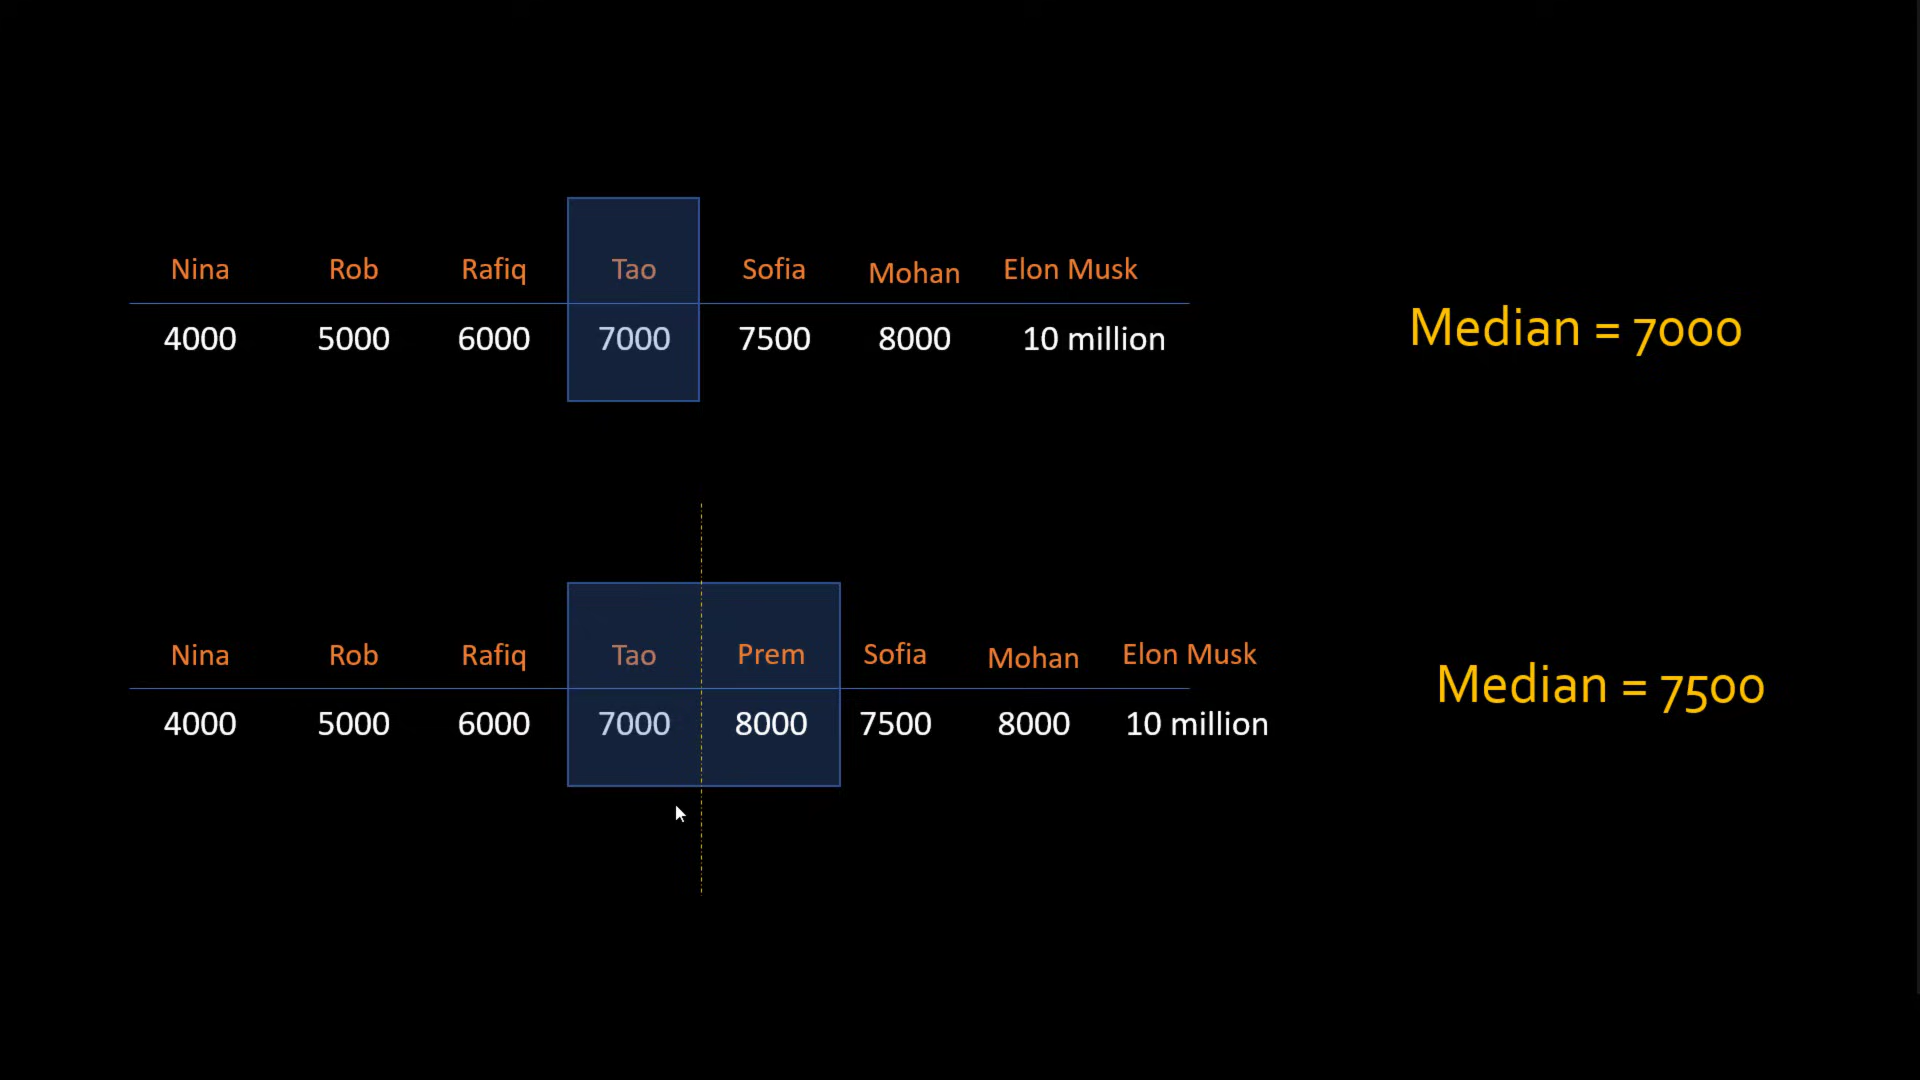 Nina Rob Rafiq Tao Sofia Mohan Elon Musk
4000 5000 6000 7000 7500 8000 10 million
Median = 7000
Nina Rob Rafiq Tao Prem Sofia Mohan Elon Musk
4000 5000 6000 7000 8000 7500 8000 10 million
Median = 7500